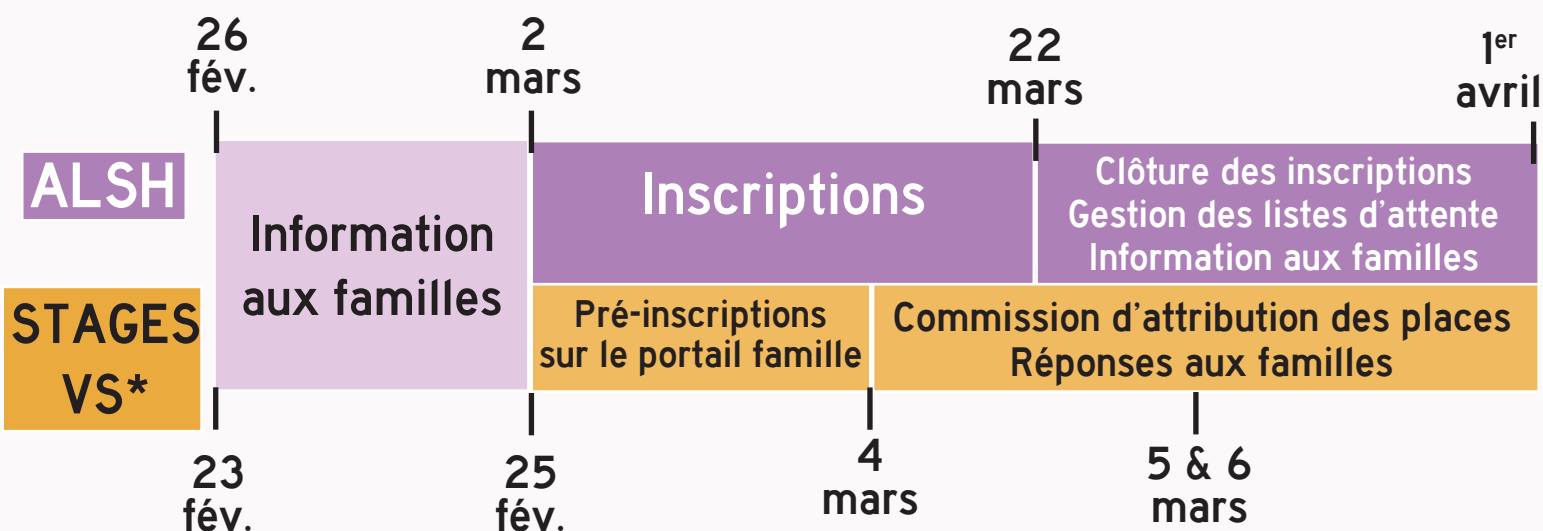 26
fév.
2
mars
22
mars
1er
avril
ALSH
Information
aux familles
Inscriptions
Clôture des inscriptions
Gestion des listes d'attente
Information aux familles
STAGES
VS*
Pré-inscriptions
sur le portail famille
Commission d'attribution des places
Réponses aux familles
23
fév.
25
fév.
4
mars
5 & 6
mars